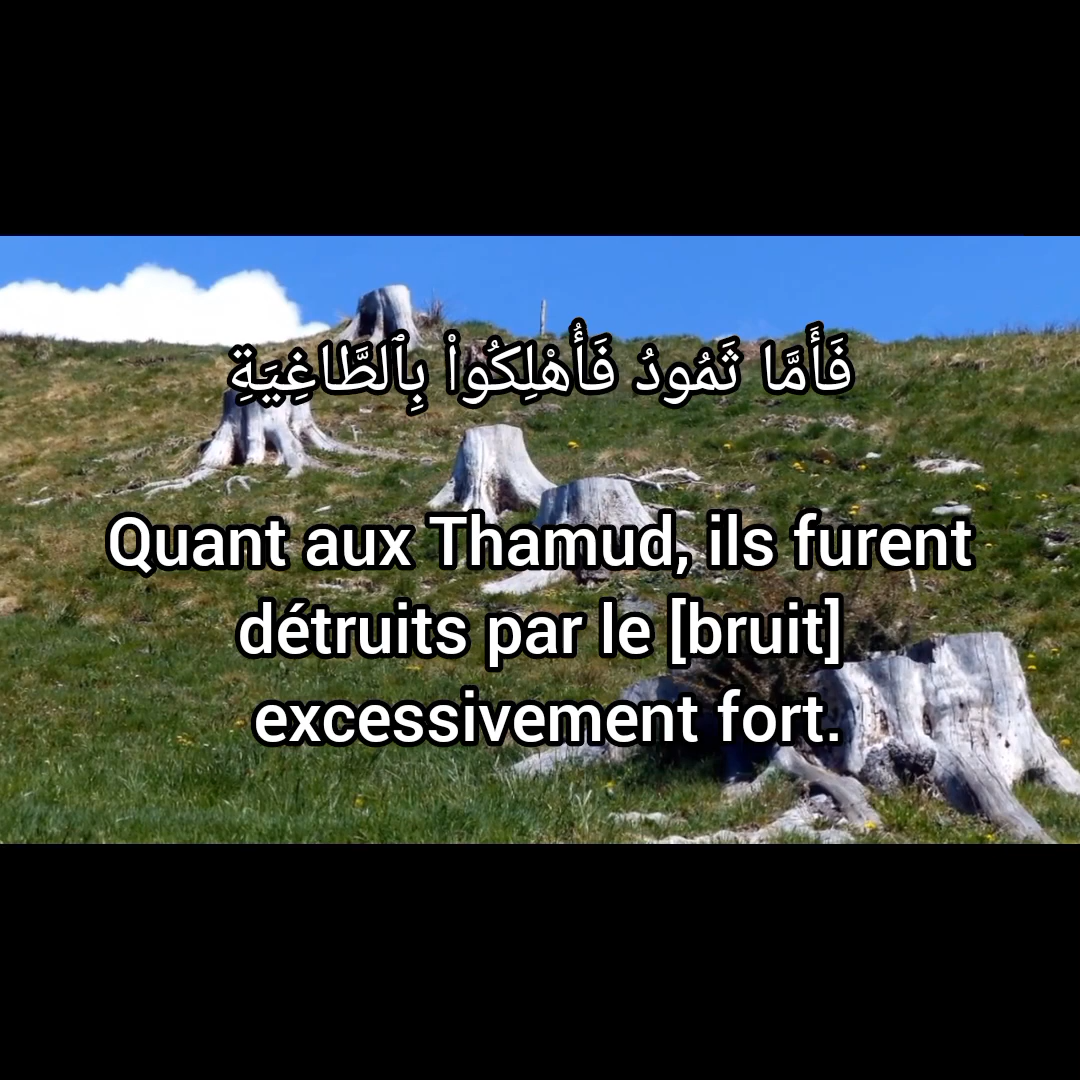 فَأَمَّا ثَمُودُ فَأُهْلِكُوا۟ بِٱلطَّاغِيَةِ
Quant aux Thamud, ils furent
détruits par le [bruit]
excessivement fort.